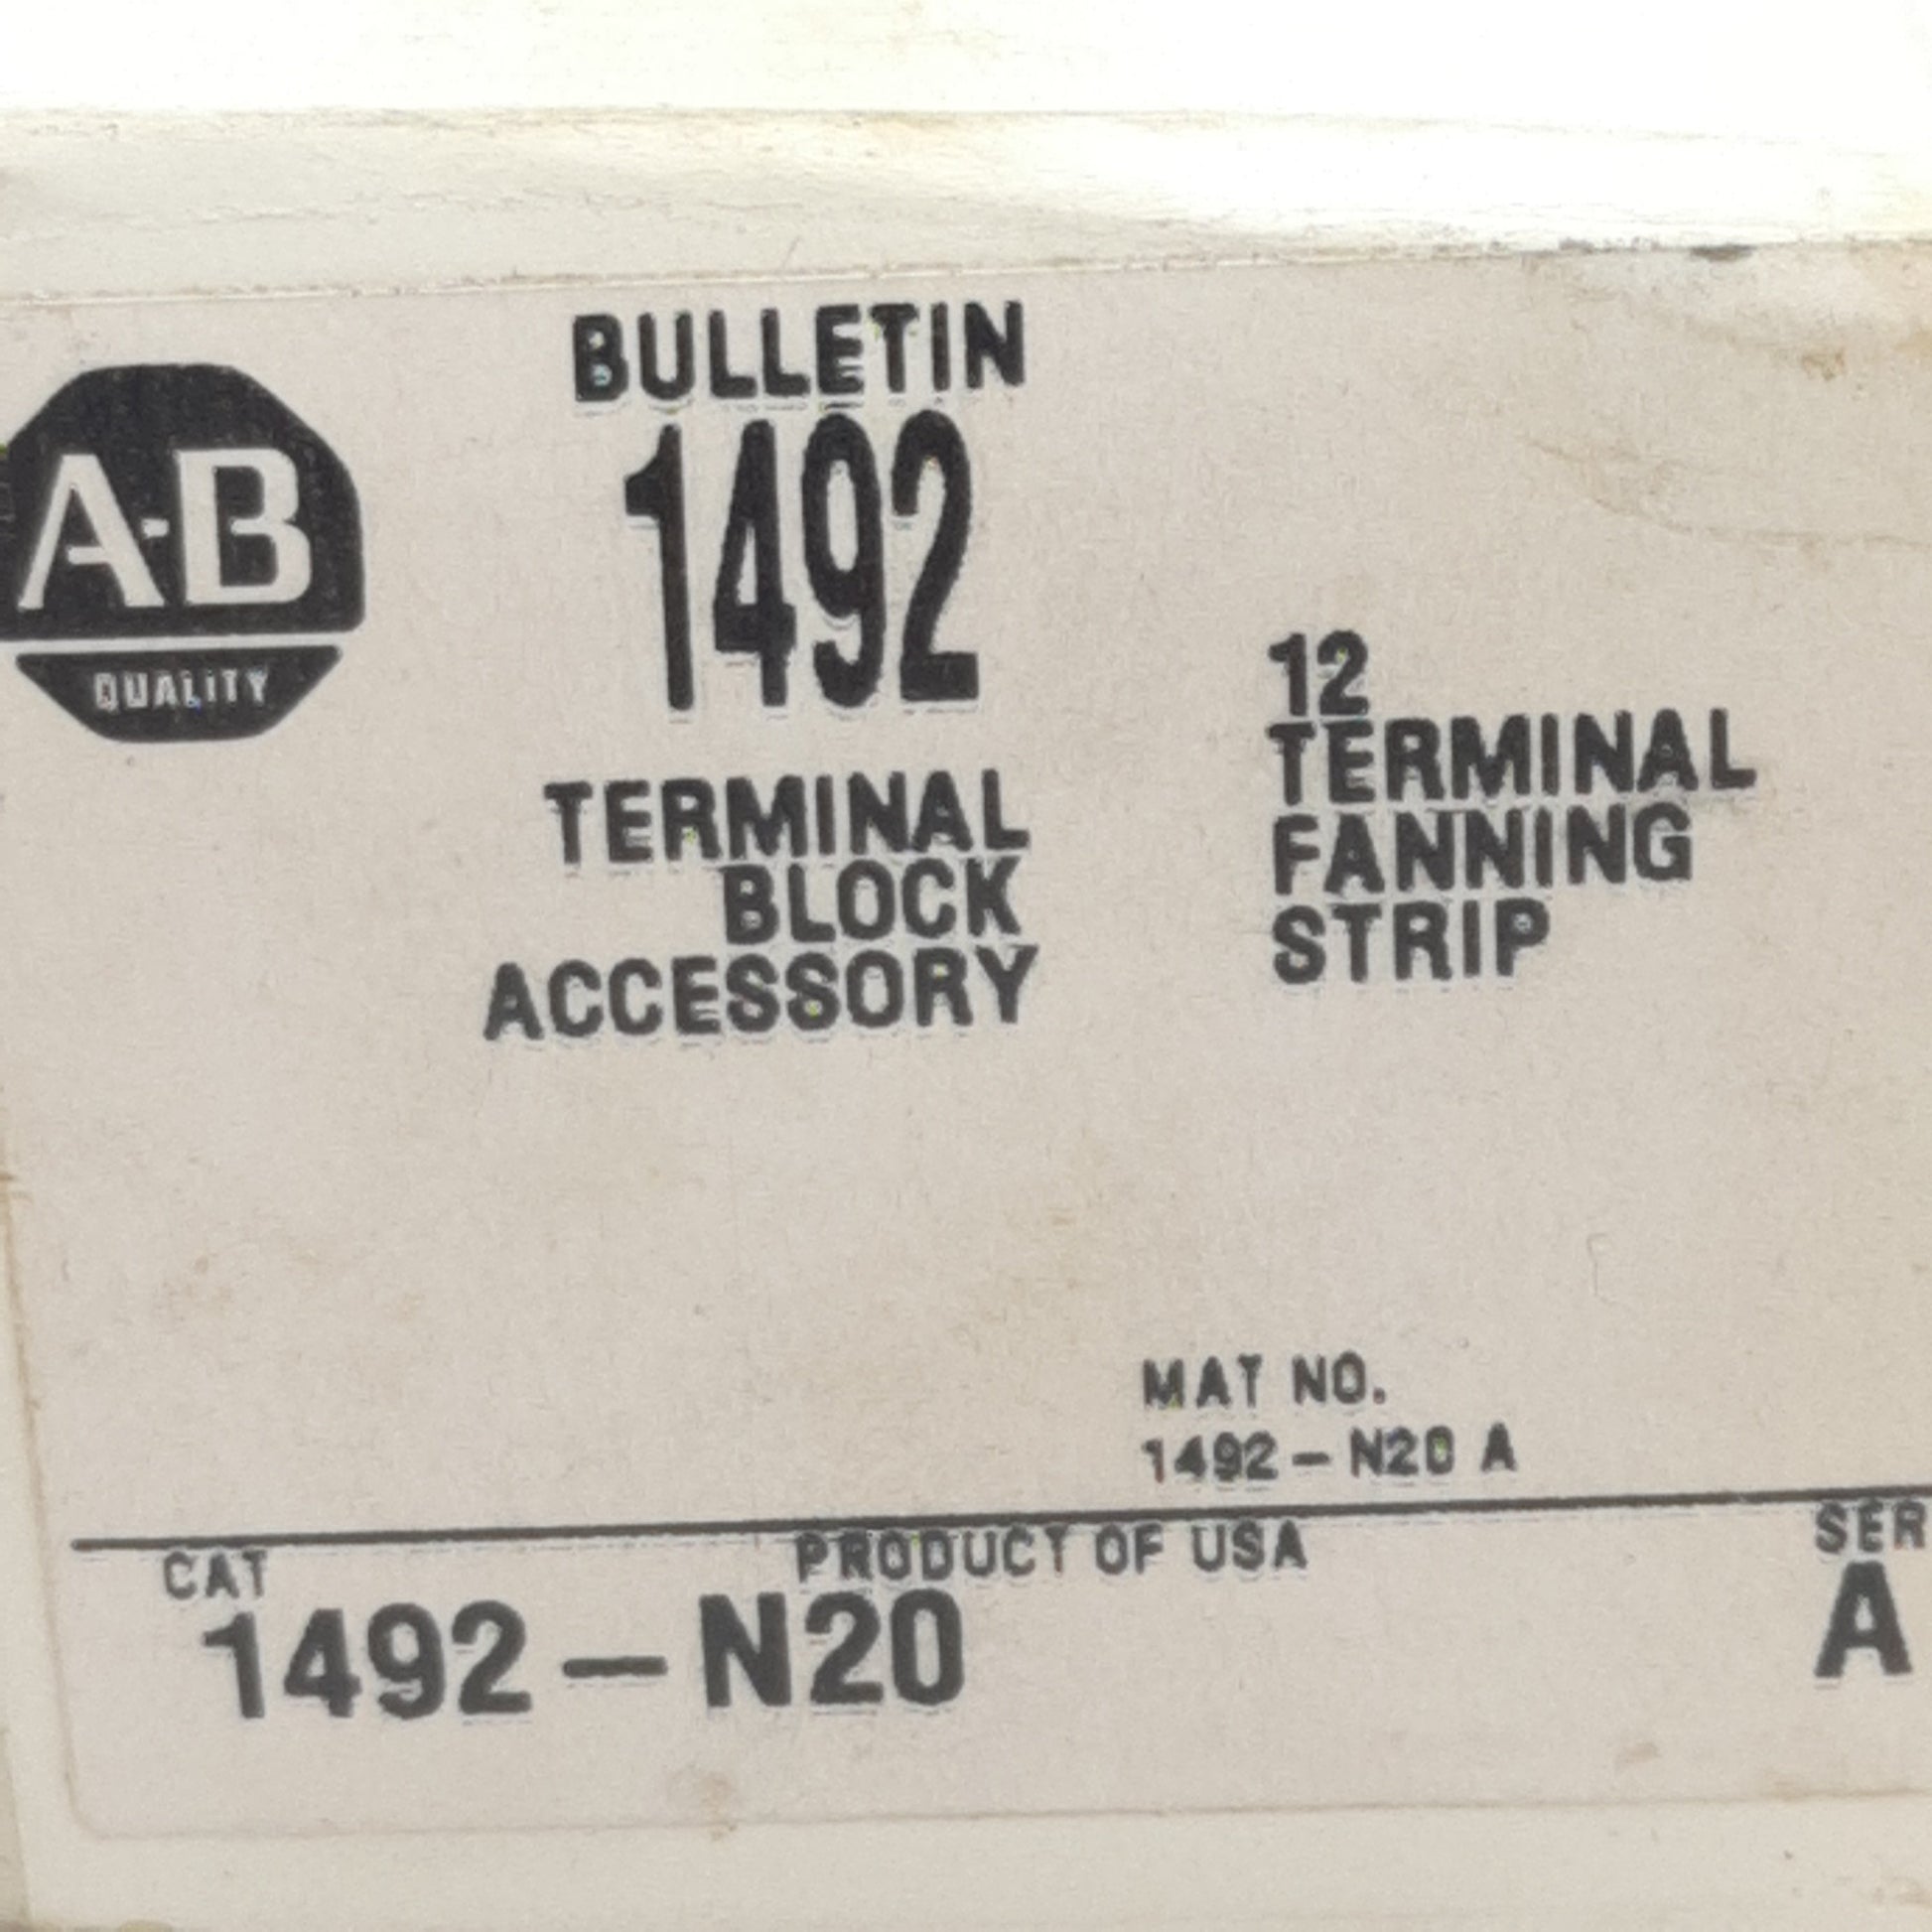 A-B
QUALITY
BULLETIN
1492
TERMINAL
BLOCK
ACCESSORY
12
TERMINAL
FANNING
STRIP
MAT NO.
1492-N20 A
CAT
PRODUCT OF USA
SER
1492-N20
A